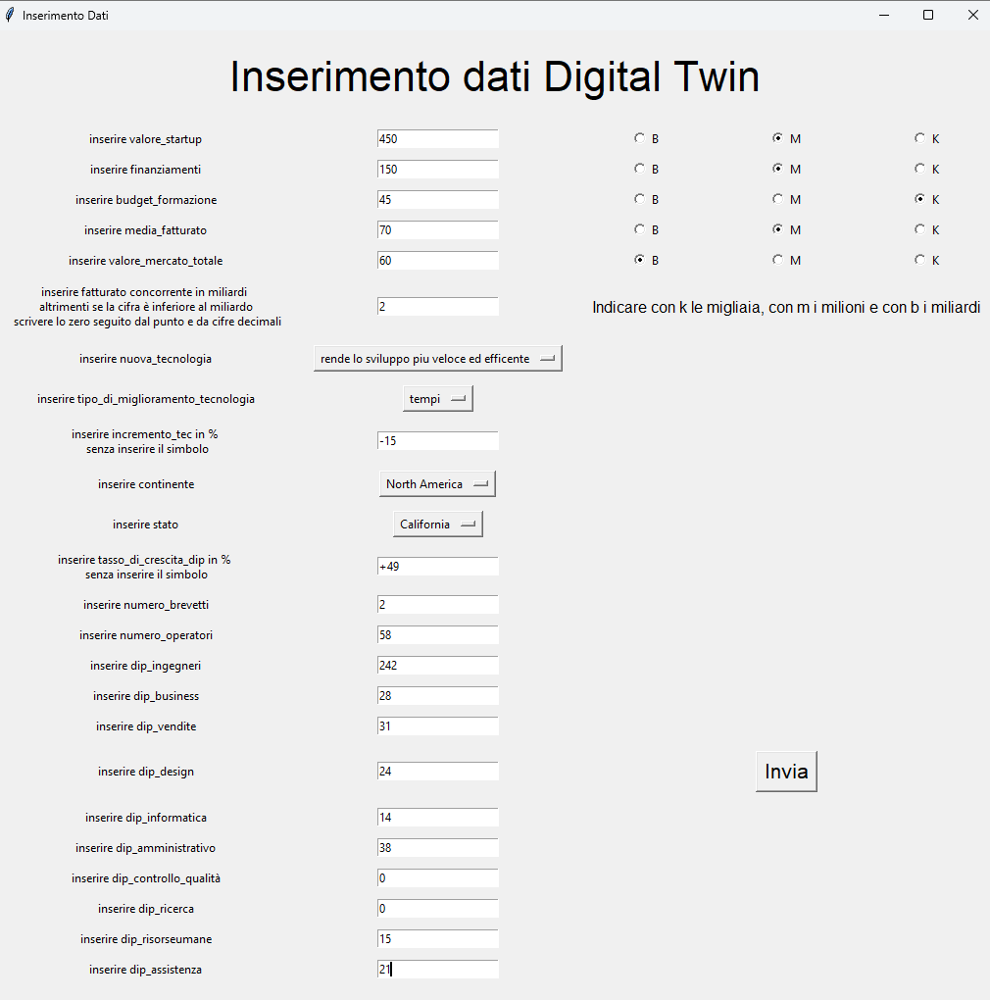 Inserimento Dati
Inserimento dati Digital Twin
inserire valore_startup 450 B M K
inserire finanziamenti 150 B M K
inserire budget_formazione 45 B M K
inserire media_fatturato 70 B M K
inserire valore_mercato_totale 60 B M K
inserire fatturato concorrente in miliardi
altrimenti se la cifra è inferiore al miliardo
scrivere lo zero seguito dal punto e da cifre decimali
2
Indicare con k le migliaia, con m i milioni e con b i miliardi
inserire nuova_tecnologia rende lo sviluppo piu veloce ed efficente
inserire tipo_di_miglioramento_tecnologia tempi
inserire incremento_tec in %
senza inserire il simbolo
-15
inserire continente North America
inserire stato California
inserire tasso_di_crescita_dip in %
senza inserire il simbolo
+49
inserire numero_brevetti 2
inserire numero_operatori 58
inserire dip_ingegneri 242
inserire dip_business 28
inserire dip_vendite 31
inserire dip_design 24 Invia
inserire dip_informatica 14
inserire dip_amministrativo 38
inserire dip_controllo_qualità 0
inserire dip_ricerca 0
inserire dip_risorseumane 15
inserire dip_assistenza 21